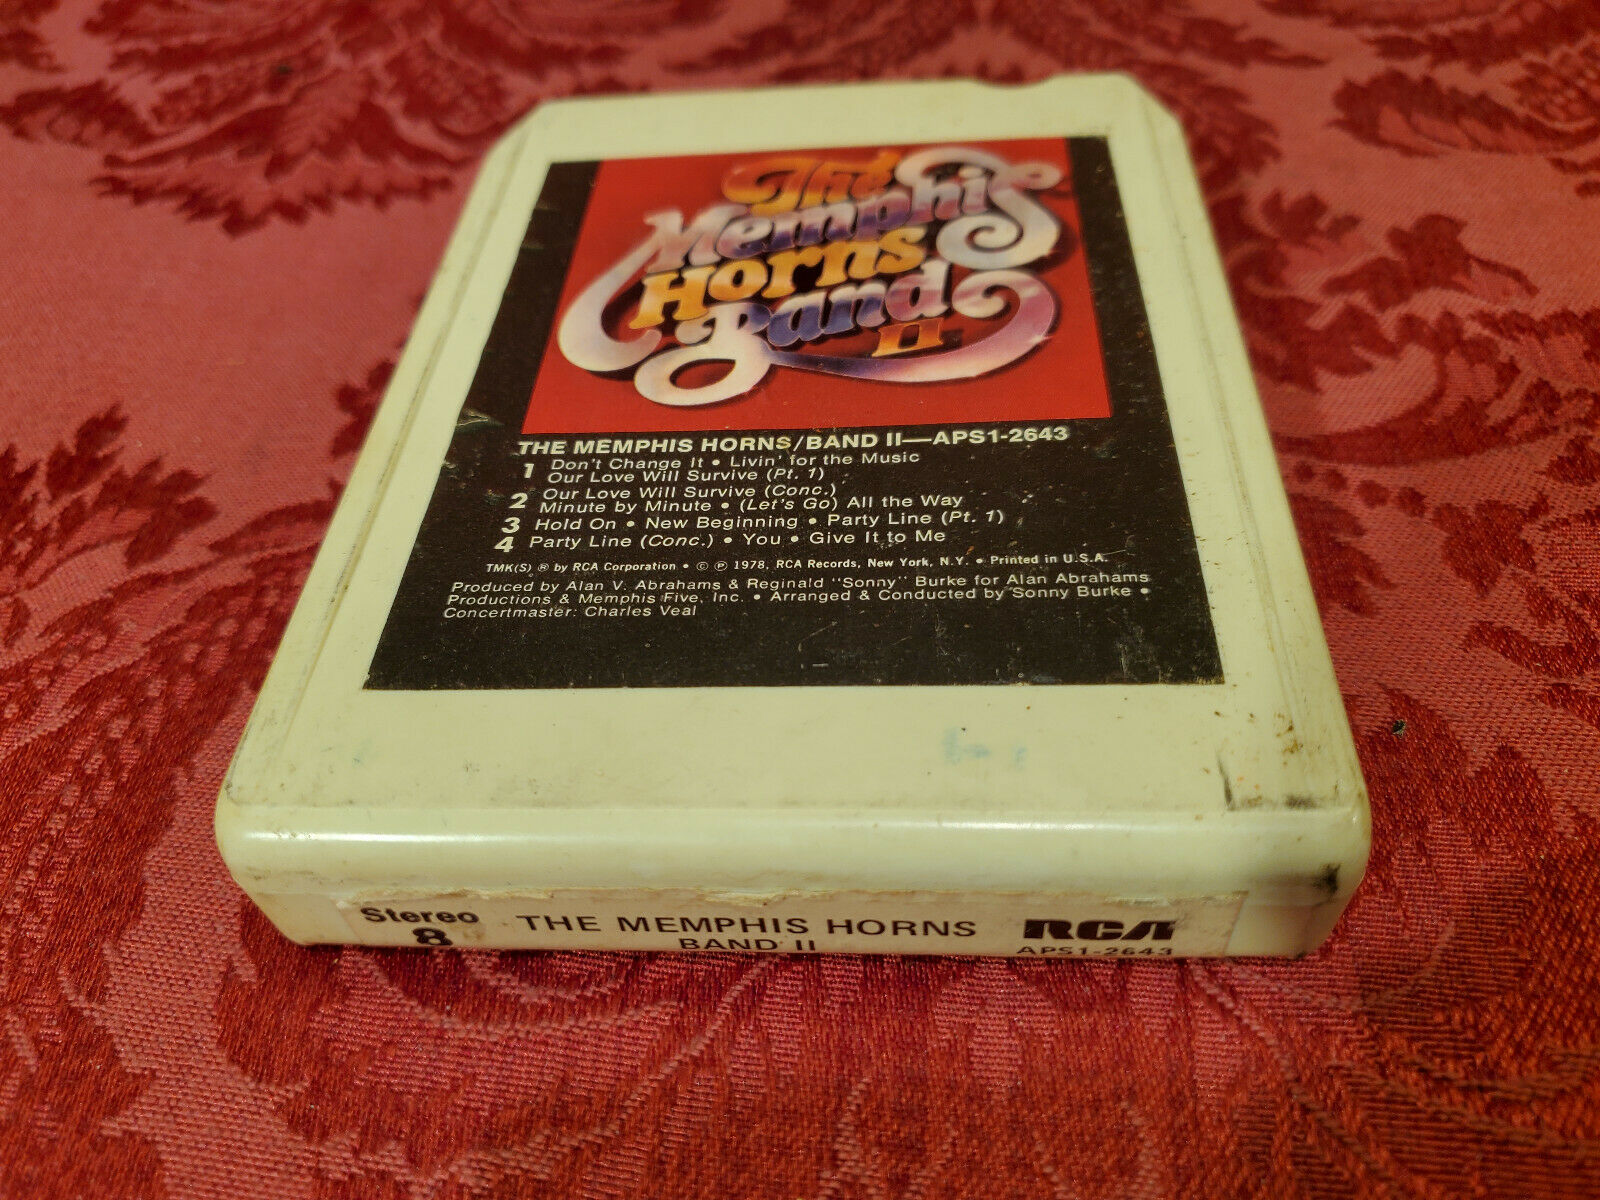 The
Memphis
Horns
Band
II
THE MEMPHIS HORNS/BAND II—APS1-2643
1 Don't Change It • Livin' for the Music
Our Love Will Survive (Pt. 1)
2 Our Love Will Survive (Conc.)
Minute by Minute • (Let's Go) All the Way
3 Hold On • New Beginning • Party Line (Pt. 1)
4 Party Line (Conc.) • You • Give It to Me
TMK(S) ® by RCA Corporation • © ℗ 1978, RCA Records, New York, N.Y. • Printed in U.S.A.
Produced by Alan V. Abrahams & Reginald "Sonny" Burke for Alan Abrahams
Productions & Memphis Five, Inc. • Arranged & Conducted by Sonny Burke •
Concertmaster: Charles Veal
Stereo
8
THE MEMPHIS HORNS
BAND II
RCA
APS1-2643